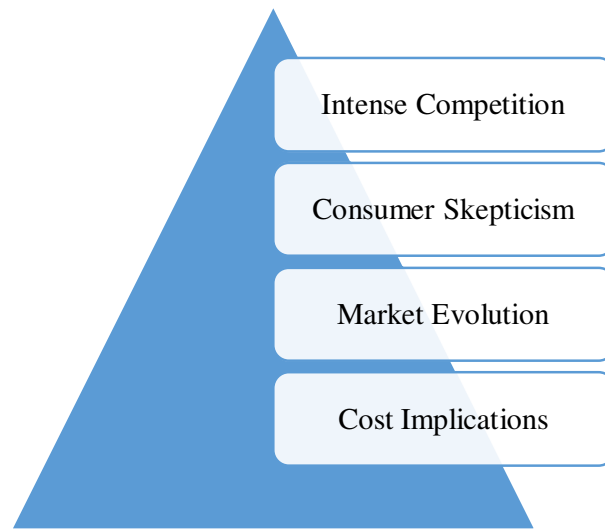 Intense Competition
Consumer Skepticism
Market Evolution
Cost Implications